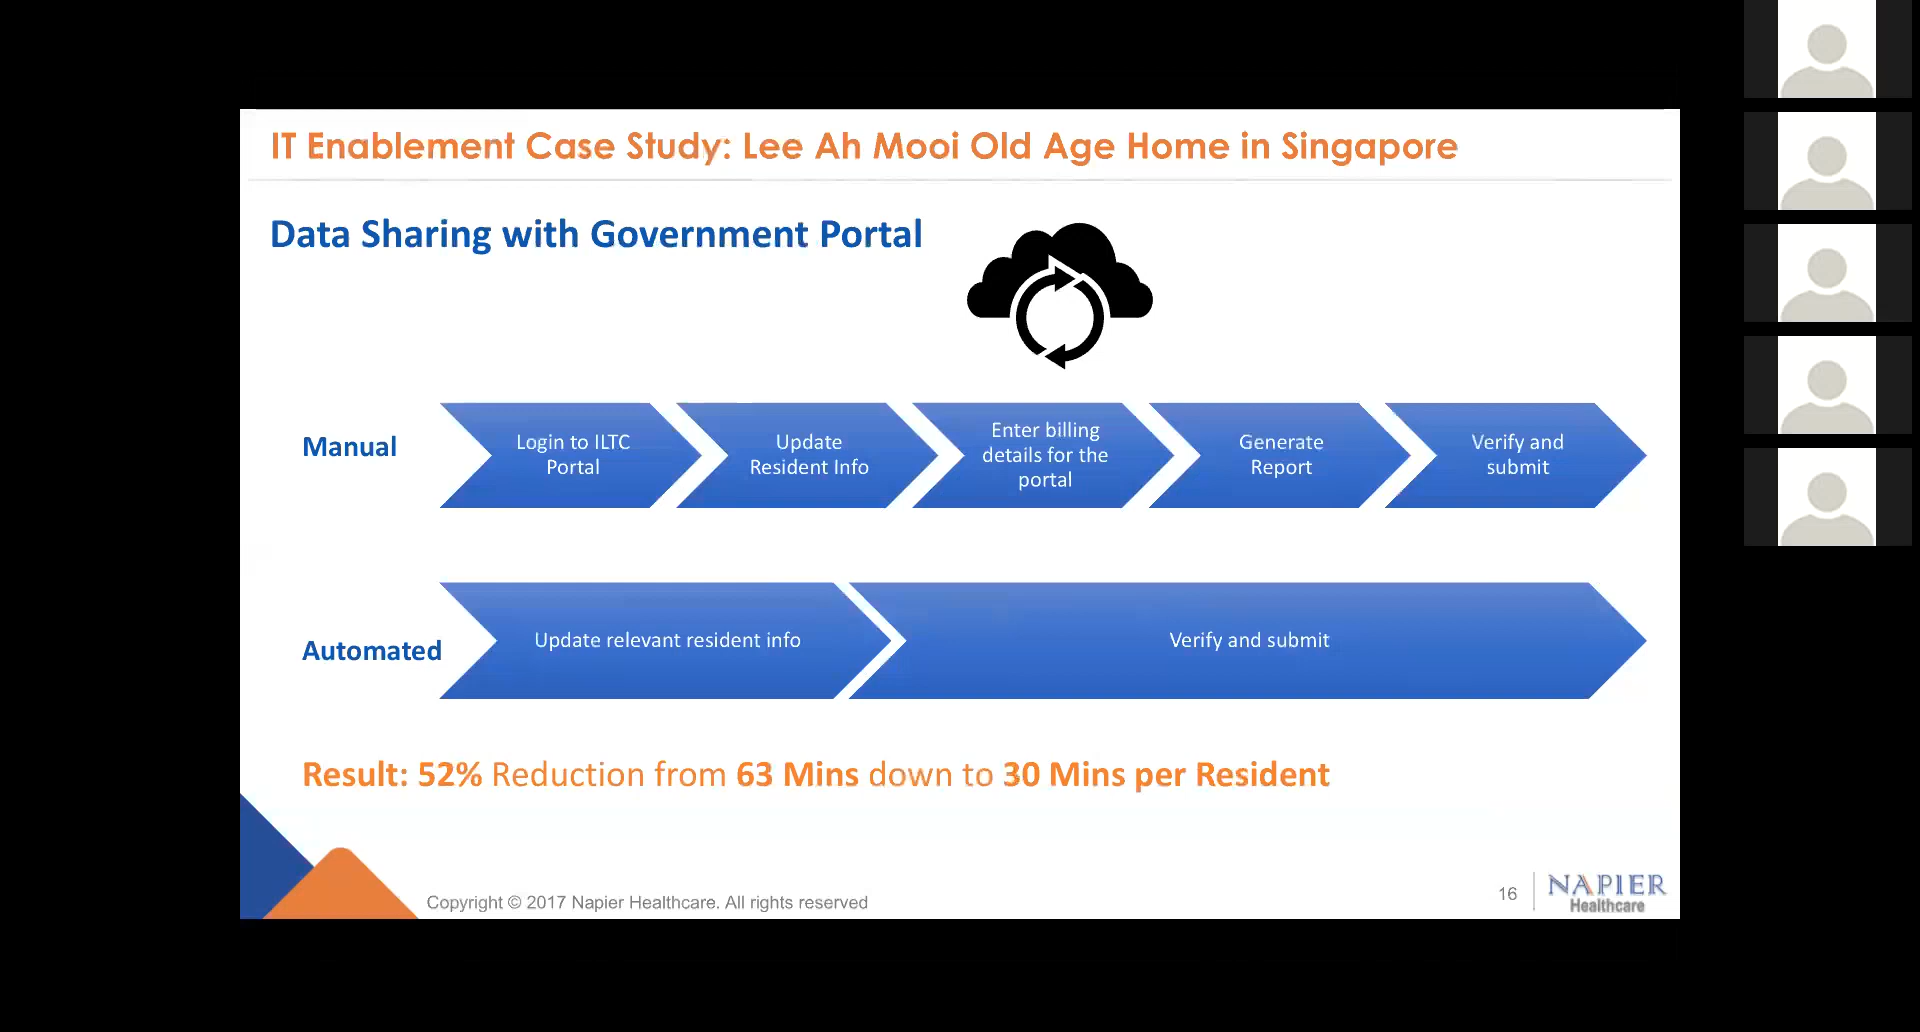 IT Enablement Case Study: Lee Ah Mooi Old Age Home in Singapore
Data Sharing with Government Portal
Manual
Login to ILTC
Portal
Update
Resident Info
Enter billing
details for the
portal
Generate
Report
Verify and
submit
Automated
Update relevant resident info
Verify and submit
Result: 52% Reduction from 63 Mins down to 30 Mins per Resident
Copyright © 2017 Napier Healthcare. All rights reserved
16
NAPIER
Healthcare